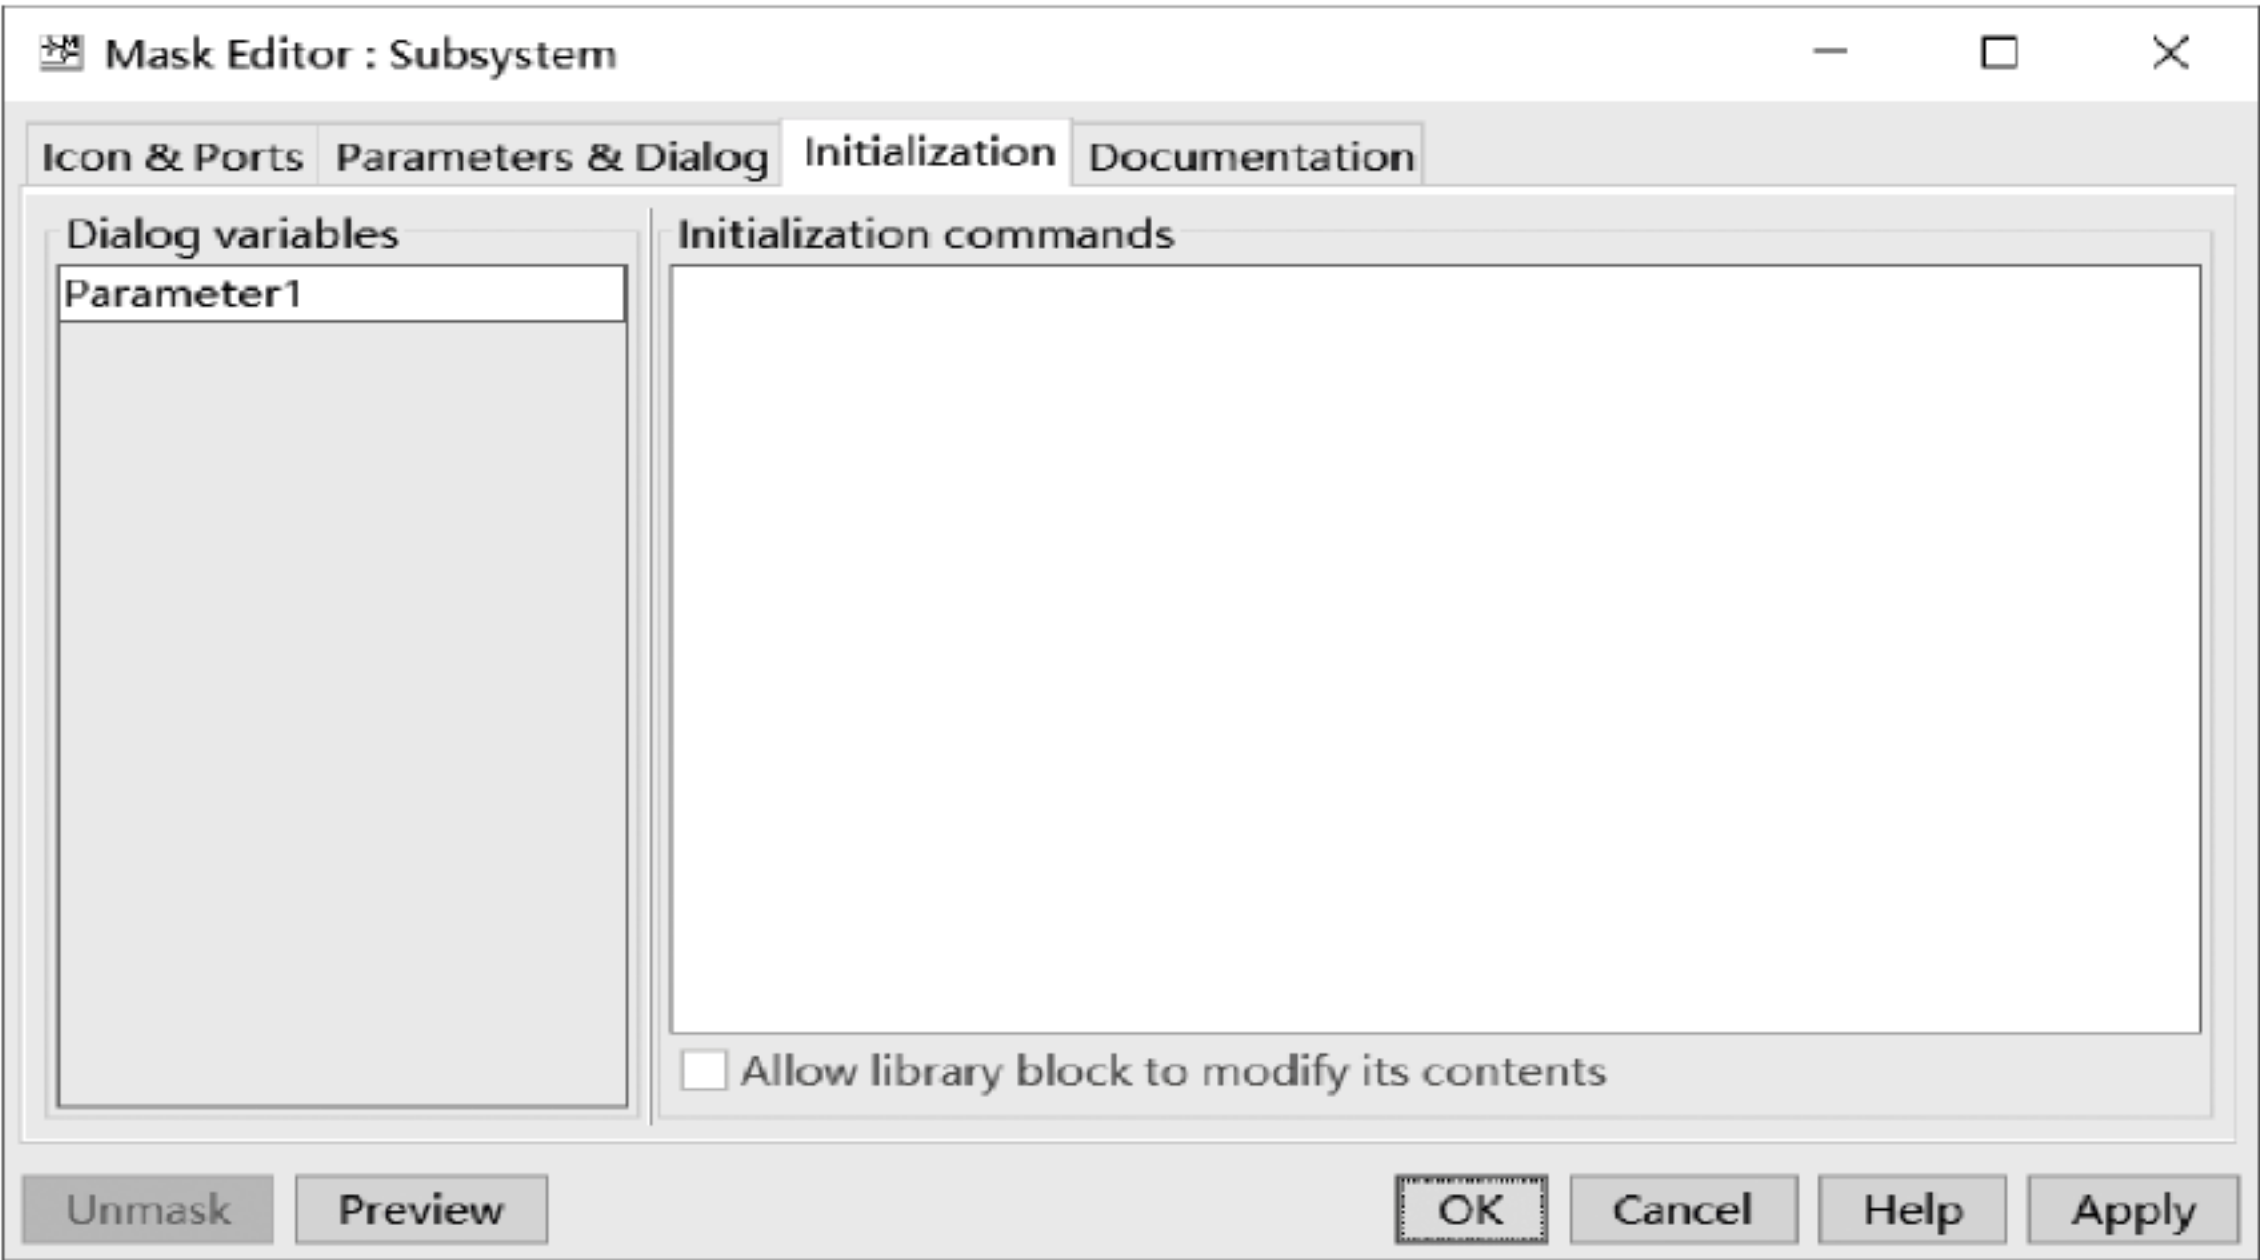 Mask Editor : Subsystem
Icon & Ports Parameters & Dialog Initialization Documentation
Dialog variables
Parameter1
Initialization commands
Allow library block to modify its contents
Unmask Preview OK Cancel Help Apply